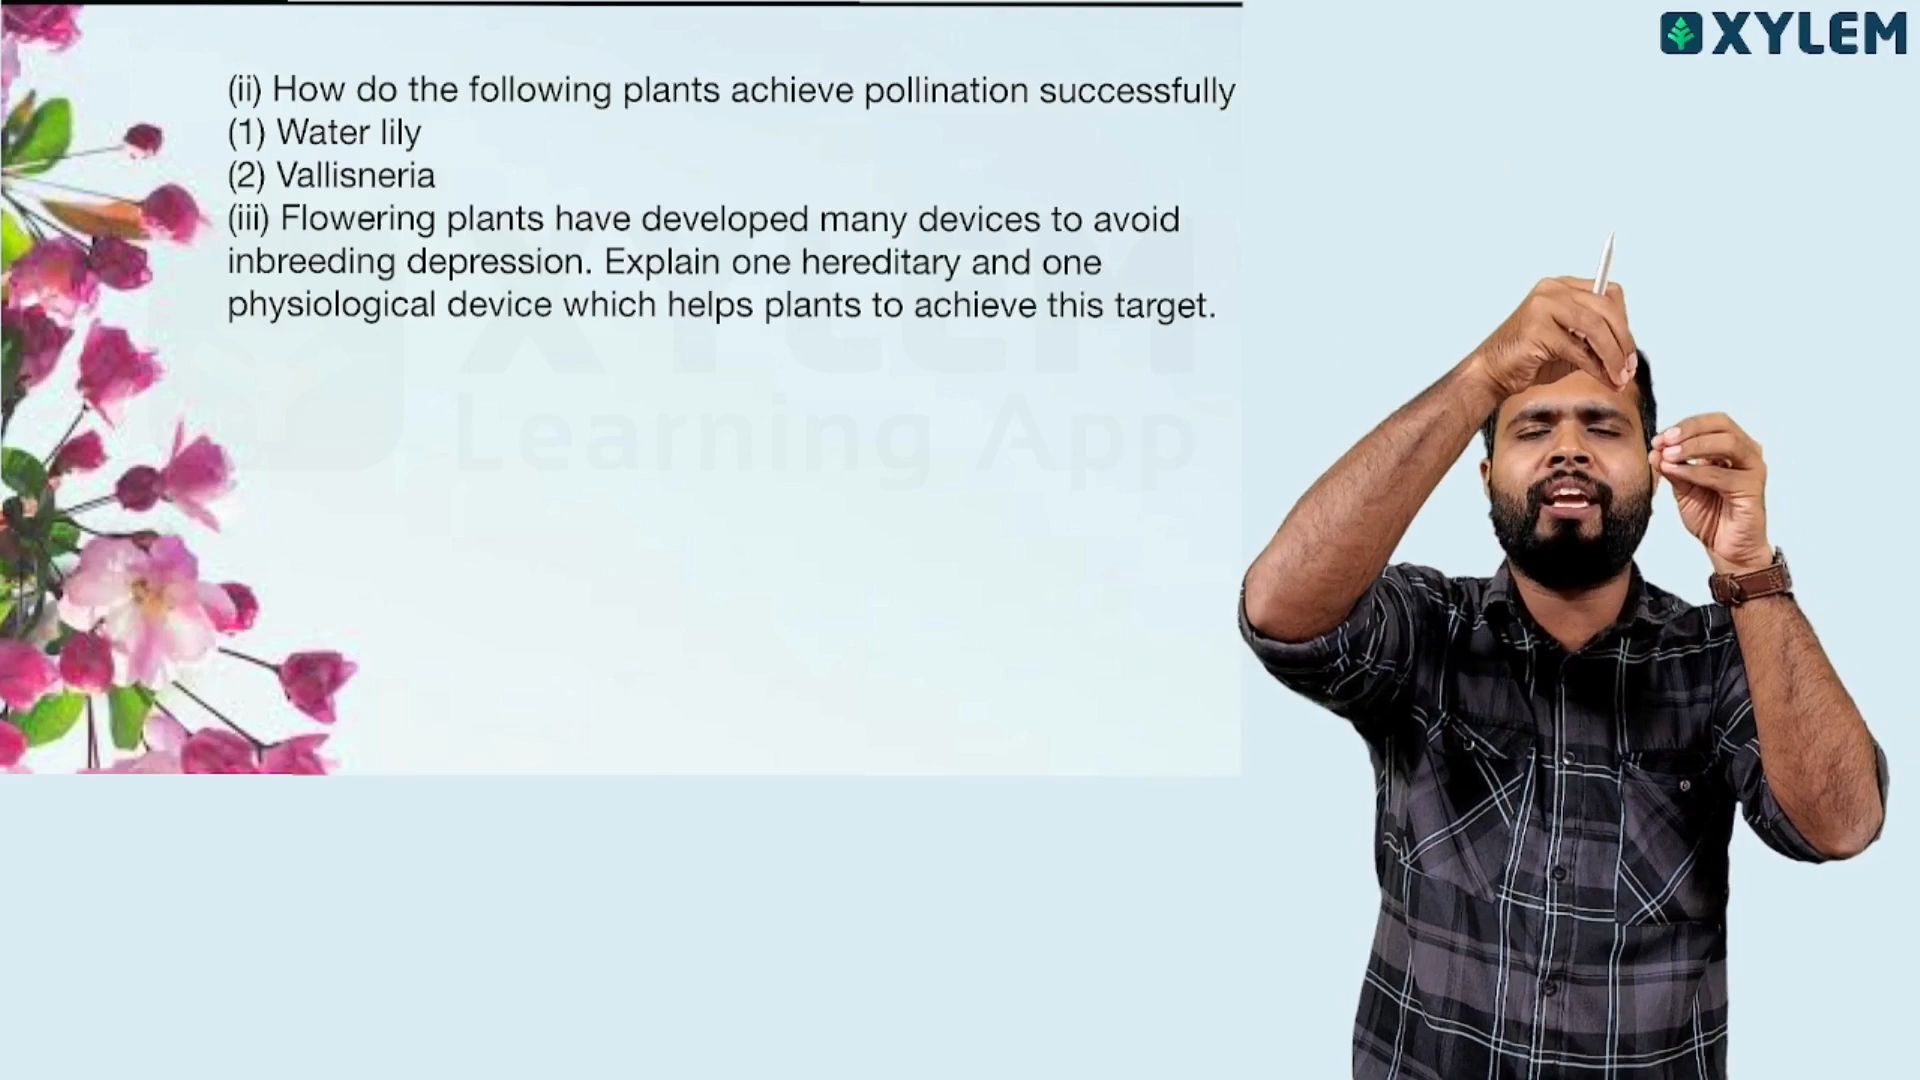 XYLEM
(ii) How do the following plants achieve pollination successfully
(1) Water lily
(2) Vallisneria
(iii) Flowering plants have developed many devices to avoid
inbreeding depression. Explain one hereditary and one
physiological device which helps plants to achieve this target.
XYLEM
Learning App